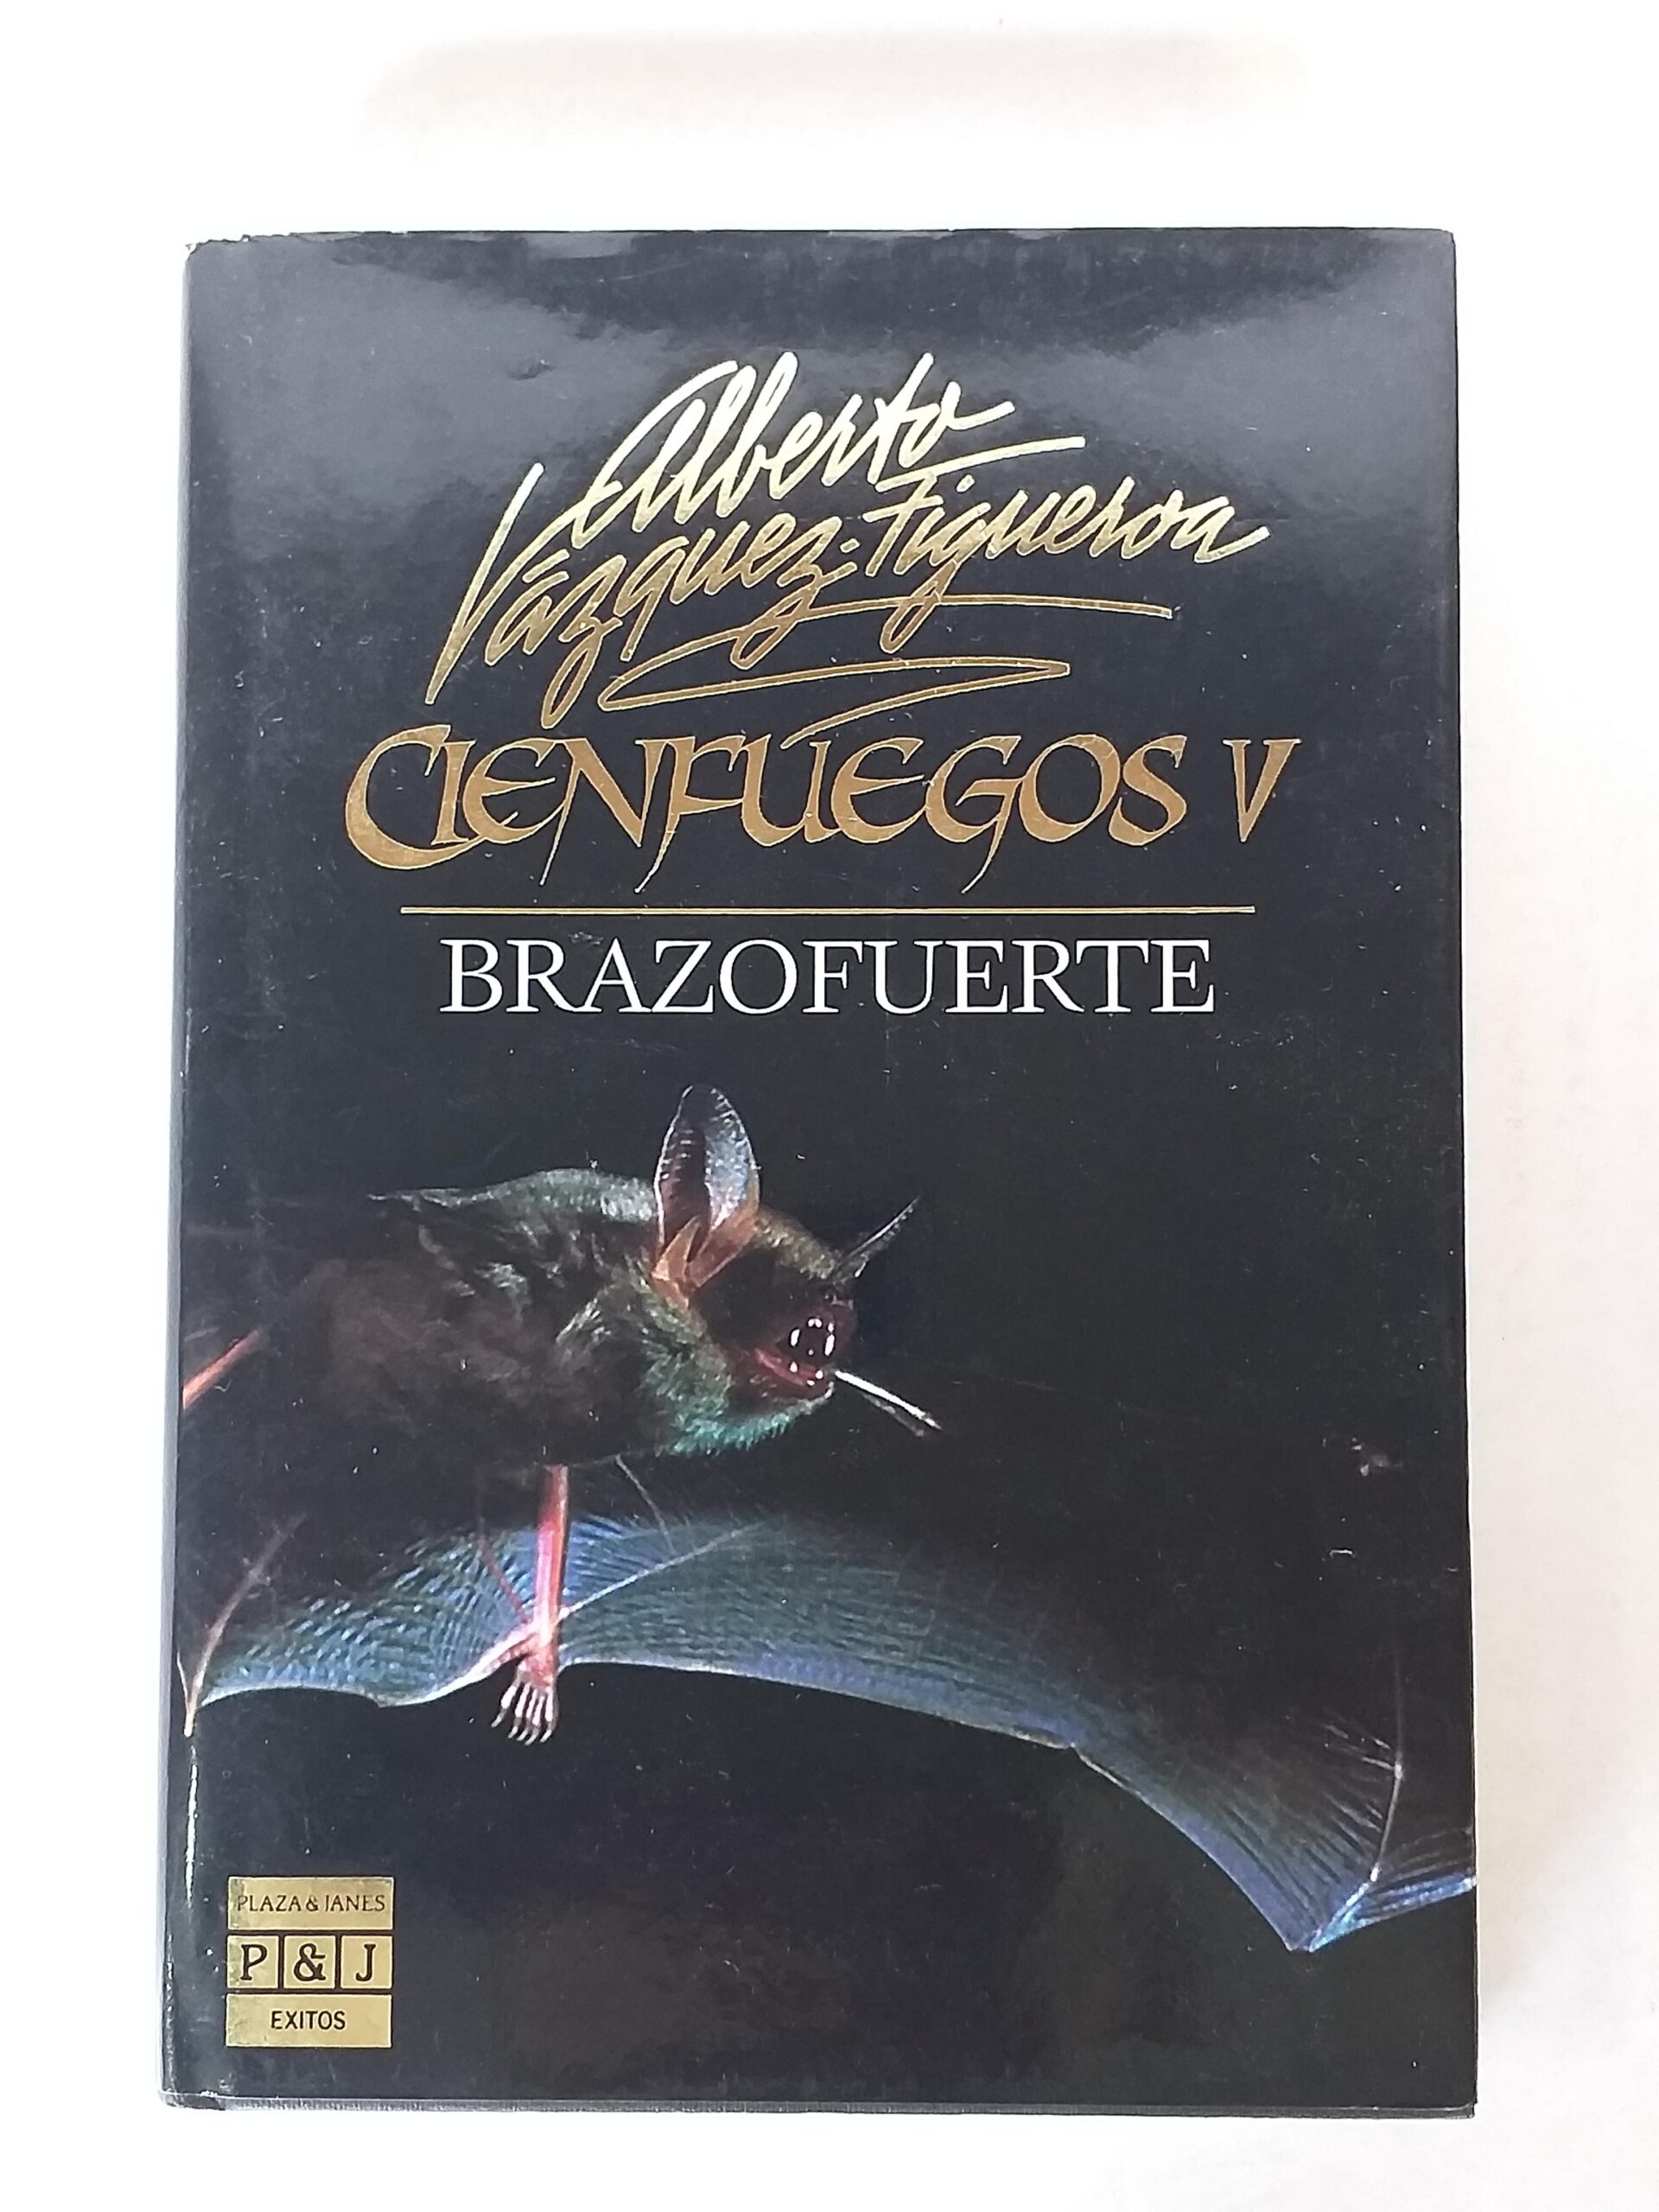 Alberto
Vázquez-Figueroa
CIENFUEGOS V
BRAZOFUERTE
PLAZA & JANES
P & J
EXITOS